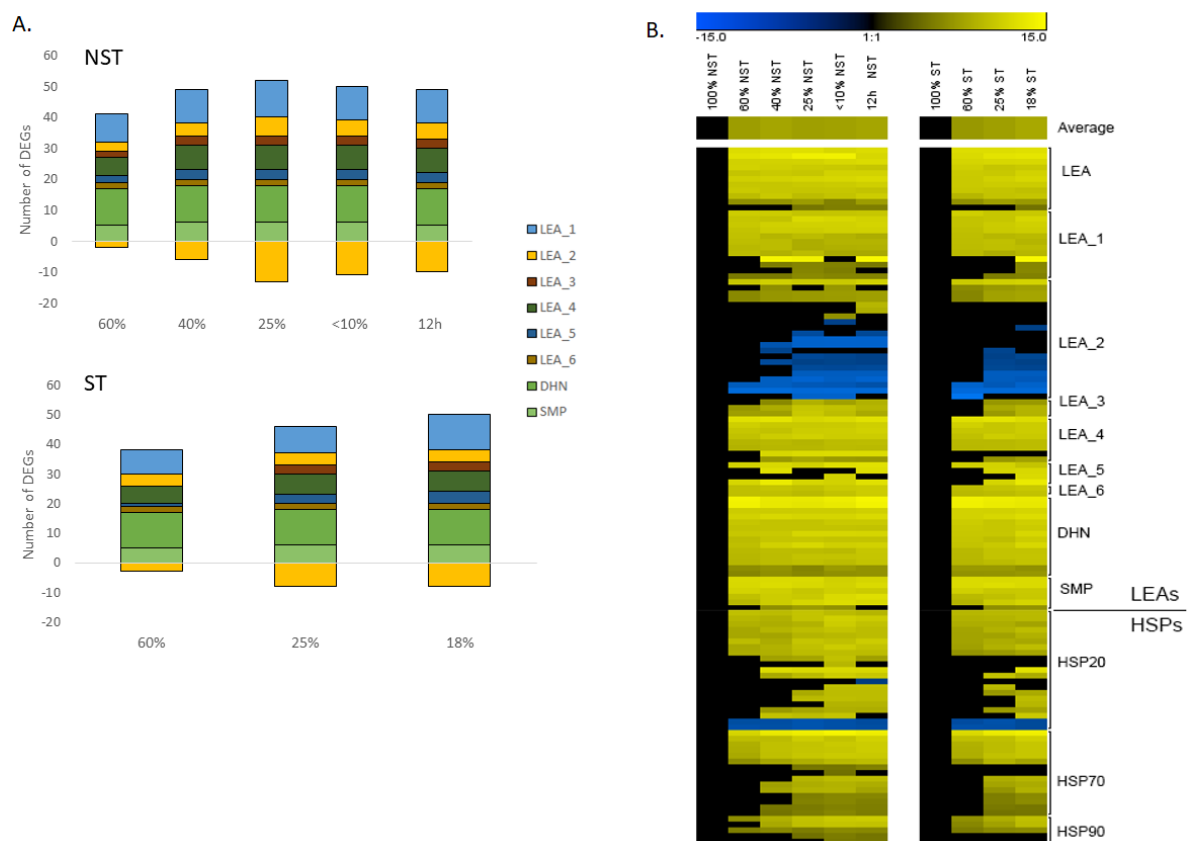 A.
NST
60
50
40
30
20
10
0
-10
-20
Number of DEGs
60% 40% 25% <10% 12h
ST
60
50
40
30
20
10
0
-10
-20
Number of DEGs
60% 25% 18%
LEA_1
LEA_2
LEA_3
LEA_4
LEA_5
LEA_6
DHN
SMP
B.
-15.0 1:1 15.0
100% NST
60% NST
40% NST
25% NST
<10% NST
12h NST
100% ST
60% ST
25% ST
18% ST
Average
LEA
LEA_1
LEA_2
LEA_3
LEA_4
LEA_5
LEA_6
DHN
SMP
LEAs
HSPs
HSP20
HSP70
HSP90